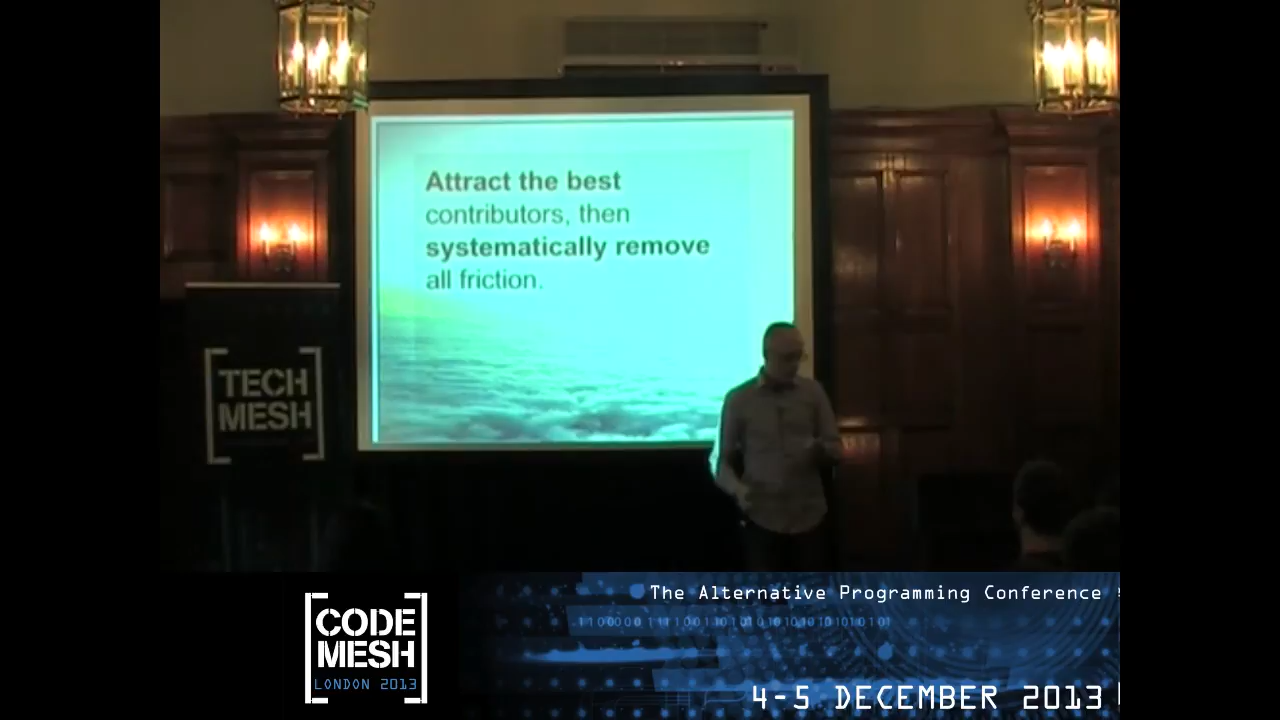 Attract the best
contributors, then
systematically remove
all friction.
TECH
MESH
CODE
MESH
LONDON 2013
The Alternative Programming Conference
4-5 DECEMBER 2013